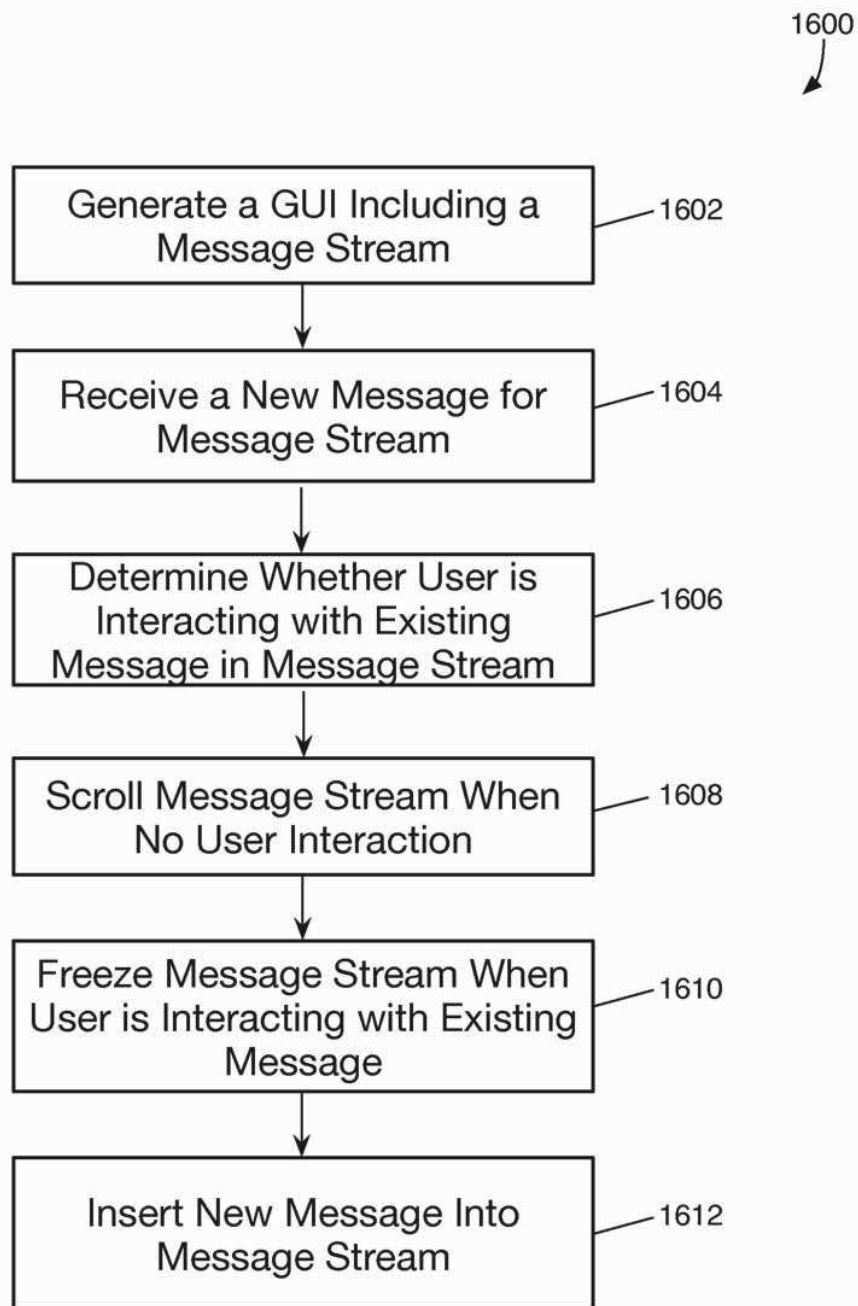 1600
Generate a GUI Including a
Message Stream
1602
Receive a New Message for
Message Stream
1604
Determine Whether User is
Interacting with Existing
Message in Message Stream
1606
Scroll Message Stream When
No User Interaction
1608
Freeze Message Stream When
User is Interacting with Existing
Message
1610
Insert New Message Into
Message Stream
1612